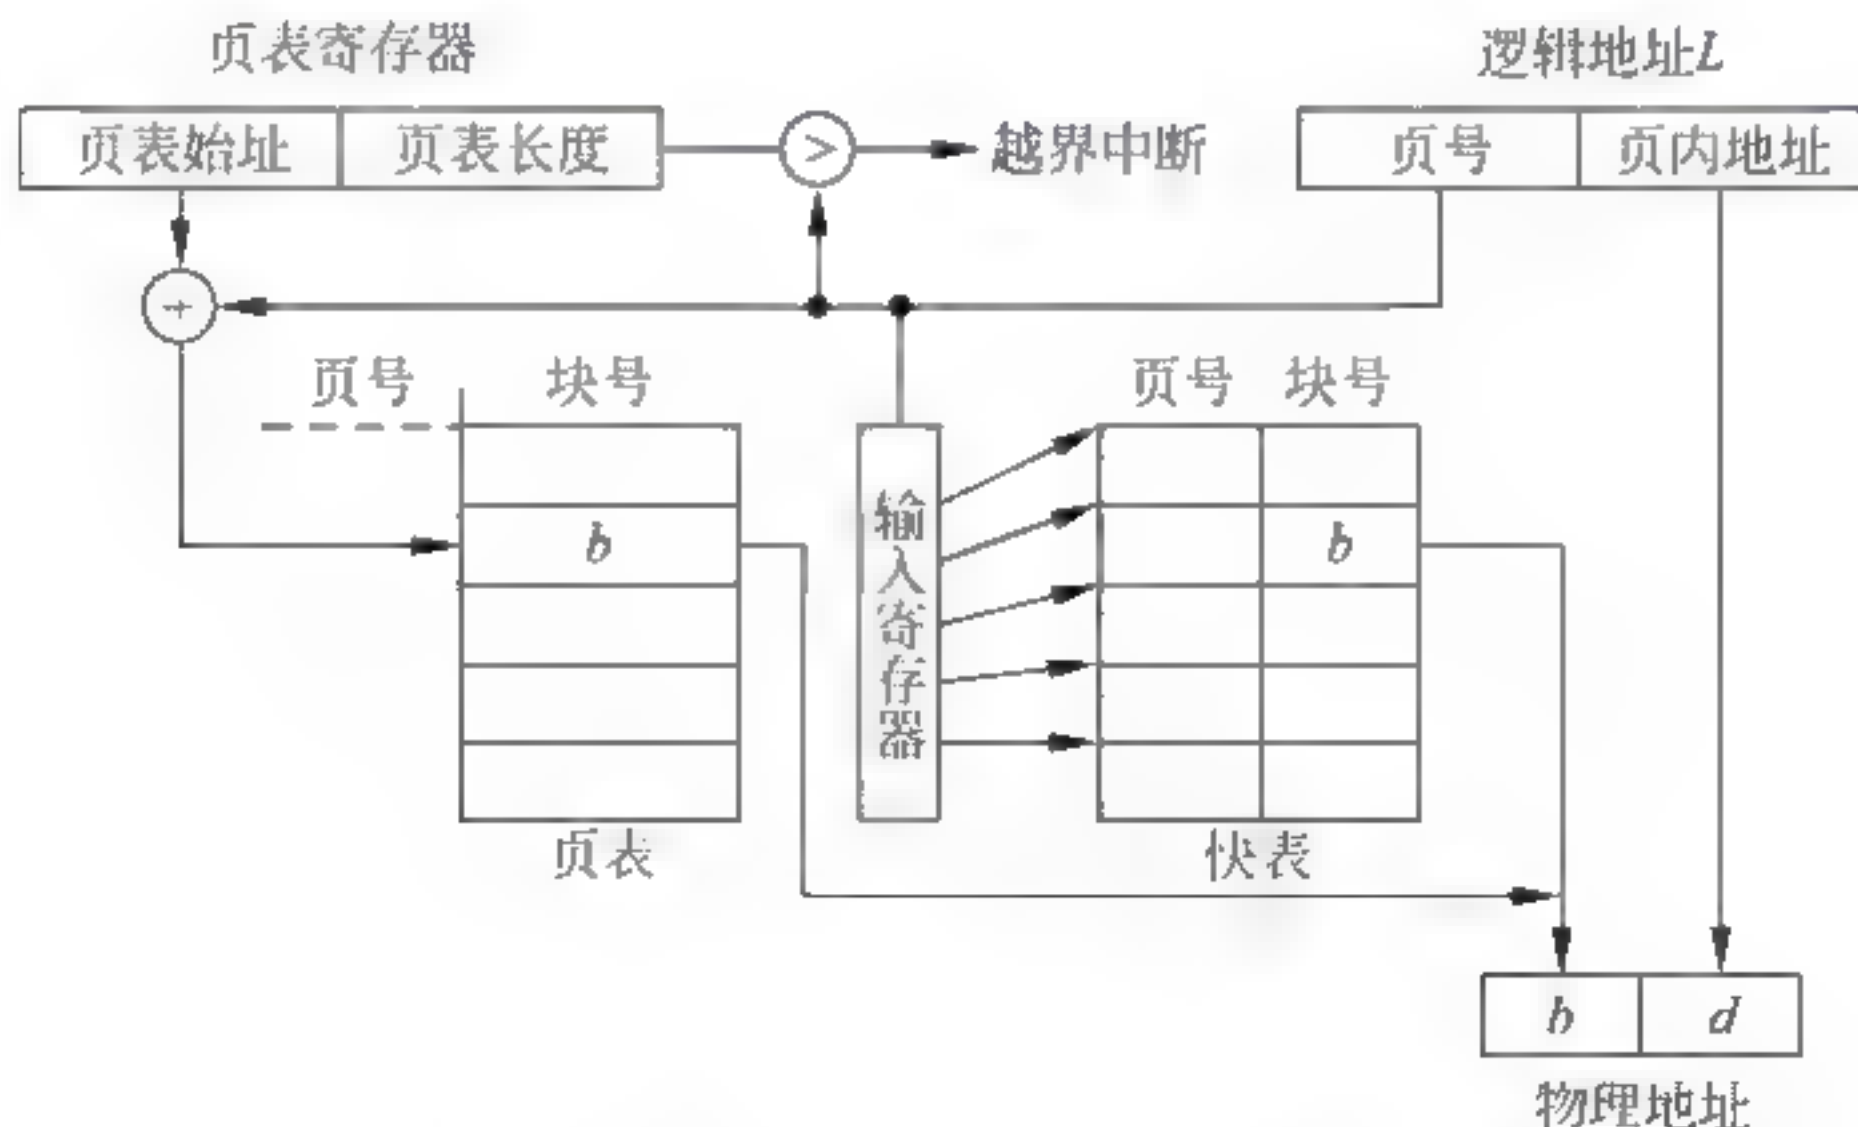 页表寄存器
逻辑地址L
页表始址 页表长度
>
越界中断
页号 页内地址
+
页号 块号
页号 块号
b
输入寄存器
b
页表
快表
b d
物理地址